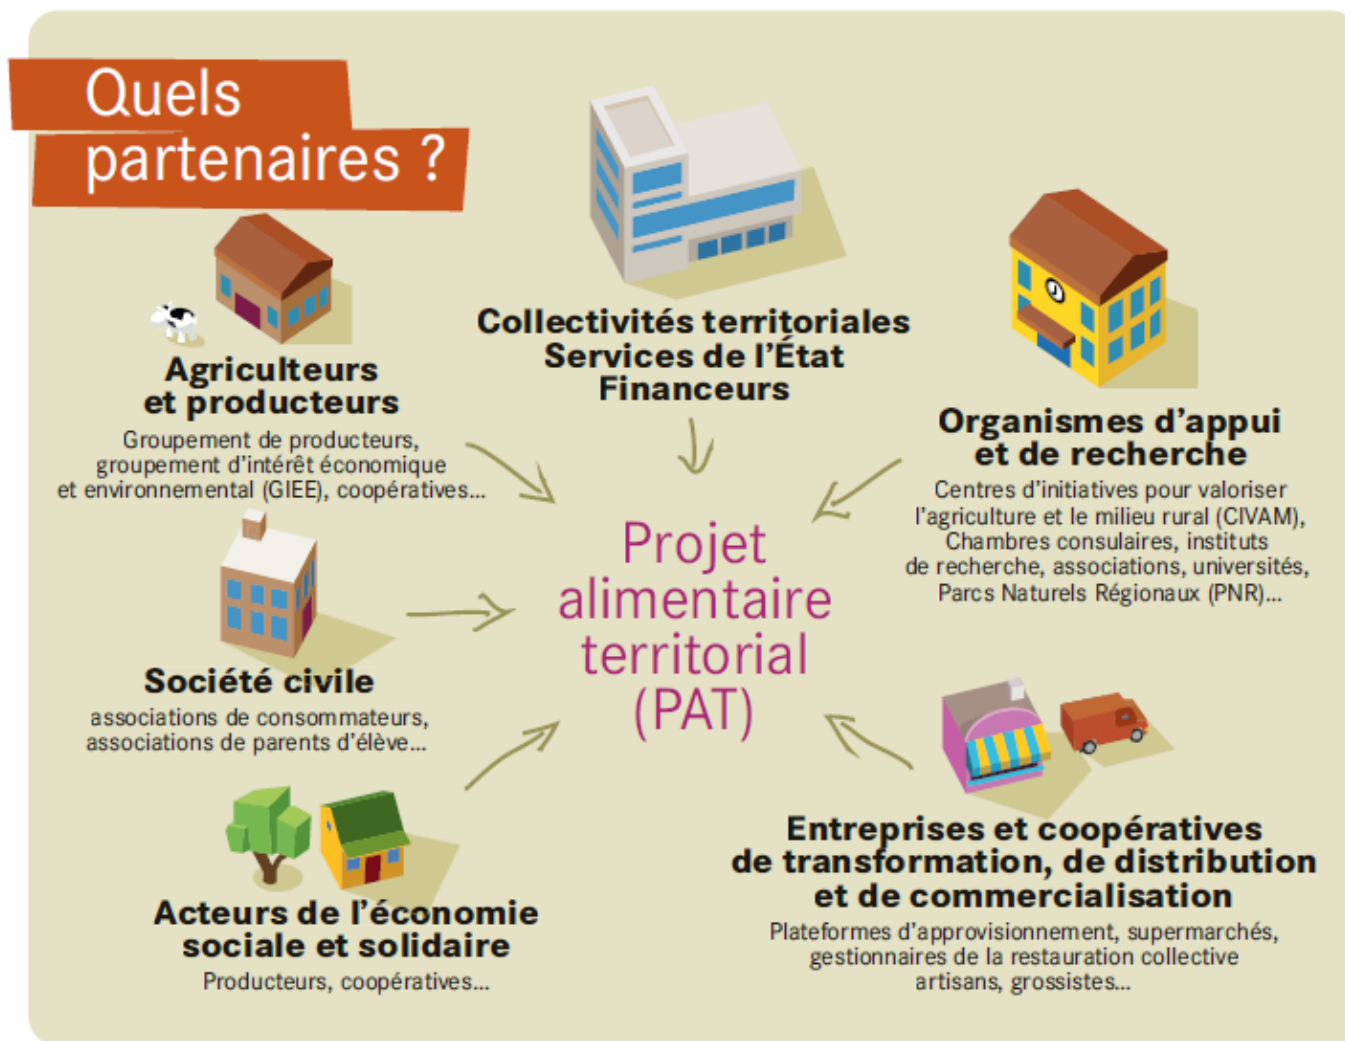 Quels
partenaires ?
Collectivités territoriales
Services de l'État
Financeurs
Agriculteurs
et producteurs
Groupement de producteurs,
groupement d'intérêt économique
et environnemental (GIEE), coopératives...
Organismes d'appui
et de recherche
Centres d'initiatives pour valoriser
l'agriculture et le milieu rural (CIVAM),
Chambres consulaires, instituts
de recherche, associations, universités,
Parcs Naturels Régionaux (PNR)...
Projet
alimentaire
territorial
(PAT)
Société civile
associations de consommateurs,
associations de parents d'élève...
Entreprises et coopératives
de transformation, de distribution
et de commercialisation
Plateformes d'approvisionnement, supermarchés,
gestionnaires de la restauration collective
artisans, grossistes...
Acteurs de l'économie
sociale et solidaire
Producteurs, coopératives...